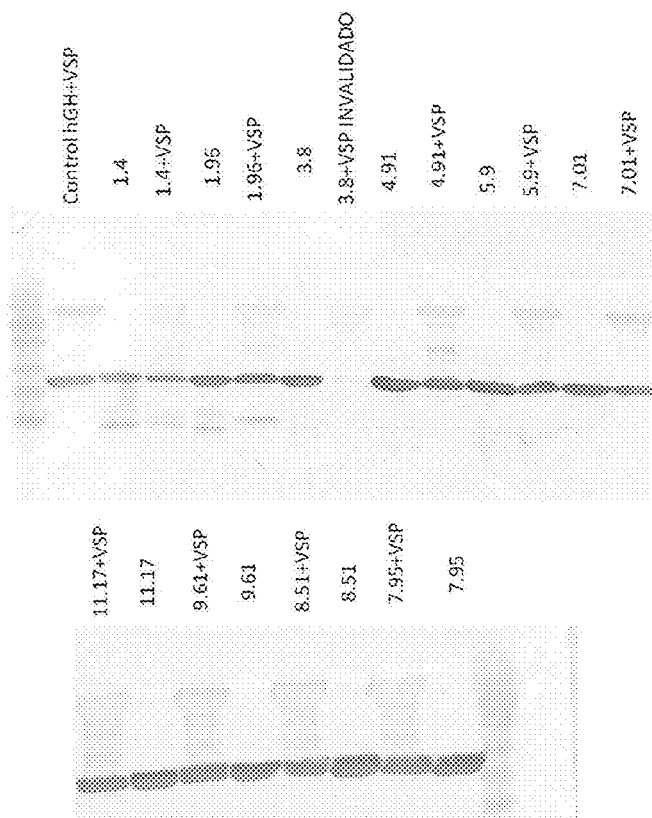 Control hGH+VSP
1.4
1.4+VSP
1.96
1.96+VSP
3.8
3.8+VSP INVALIDADO
4.91
4.91+VSP
5.9
5.9+VSP
7.01
7.01+VSP
11.17+VSP
11.17
9.61+VSP
9.61
8.51+VSP
8.51
7.95+VSP
7.95